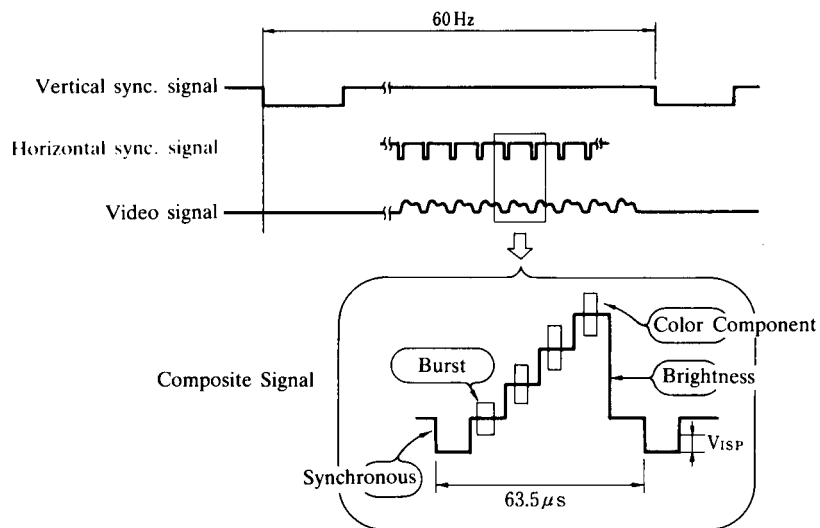 60 Hz
Vertical sync. signal
Horizontal sync. signal
Video signal
Color Component
Burst
Composite Signal
Brightness
VISP
Synchronous
63.5 μs